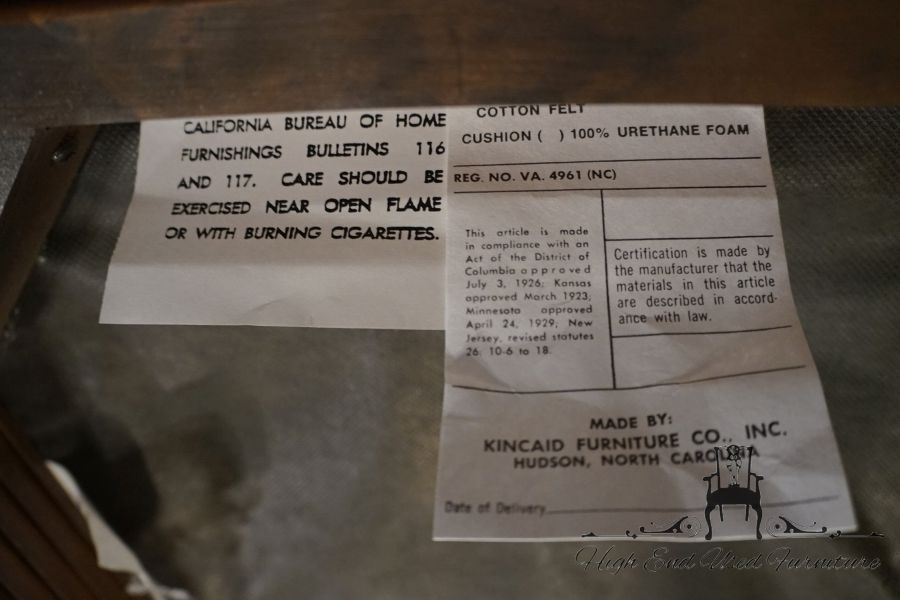 CALIFORNIA BUREAU OF HOME
FURNISHINGS BULLETINS 116
AND 117. CARE SHOULD BE
EXERCISED NEAR OPEN FLAME
OR WITH BURNING CIGARETTES.
COTTON FELT
CUSHION ( ) 100% URETHANE FOAM
REG. NO. VA. 4961 (NC)
This article is made
in compliance with an
Act of the District of
Columbia approved
July 3, 1926; Kansas
approved March 1923;
Minnesota approved
April 24, 1929; New
Jersey, revised statutes
26: 10-6 to 18.
Certification is made by
the manufacturer that the
materials in this article
are described in accord-
ance with law.
MADE BY:
KINCAID FURNITURE CO., INC.
HUDSON, NORTH CAROLINA
Date of Delivery
High End Used Furniture